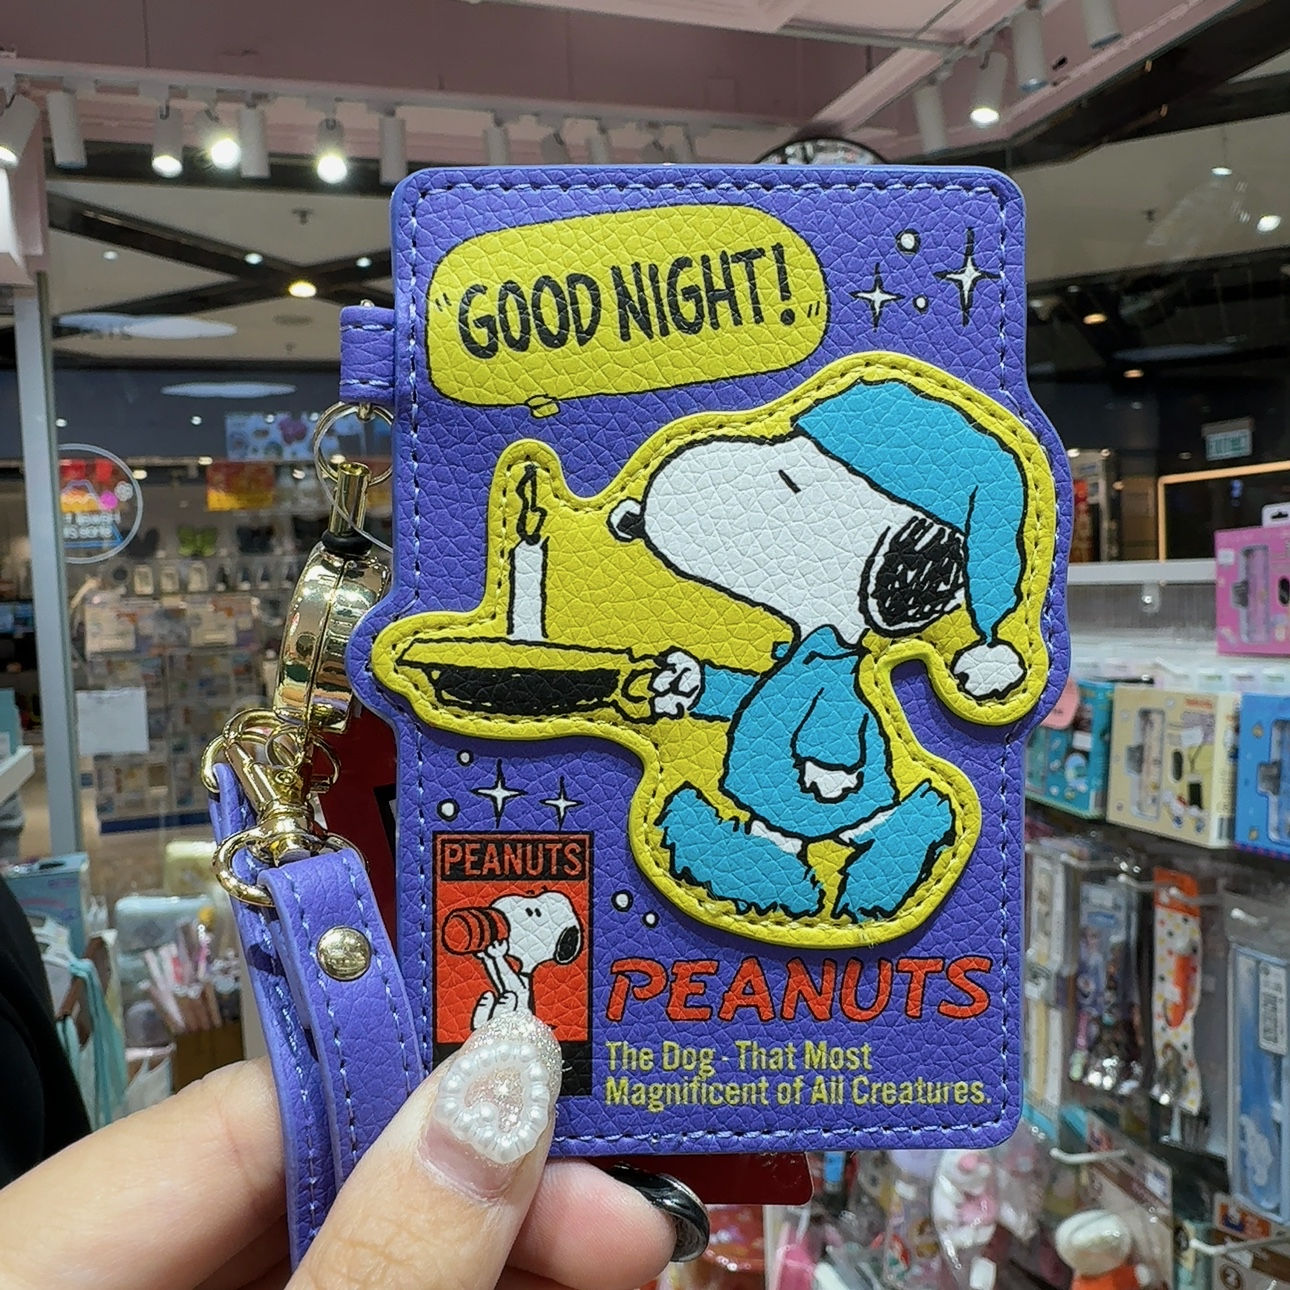 "GOOD NIGHT!"
PEANUTS
PEANUTS
The Dog - That Most
Magnificent of All Creatures.